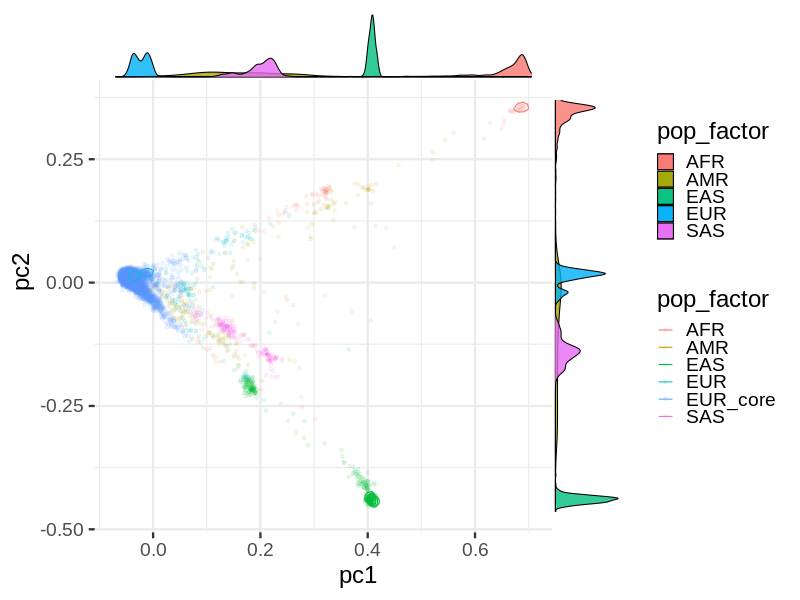 pop_factor
AFR
AMR
EAS
EUR
SAS
pop_factor
AFR
AMR
EAS
EUR
EUR_core
SAS
pc2
0.25
0.00
-0.25
-0.50
0.0 0.2 0.4 0.6
pc1